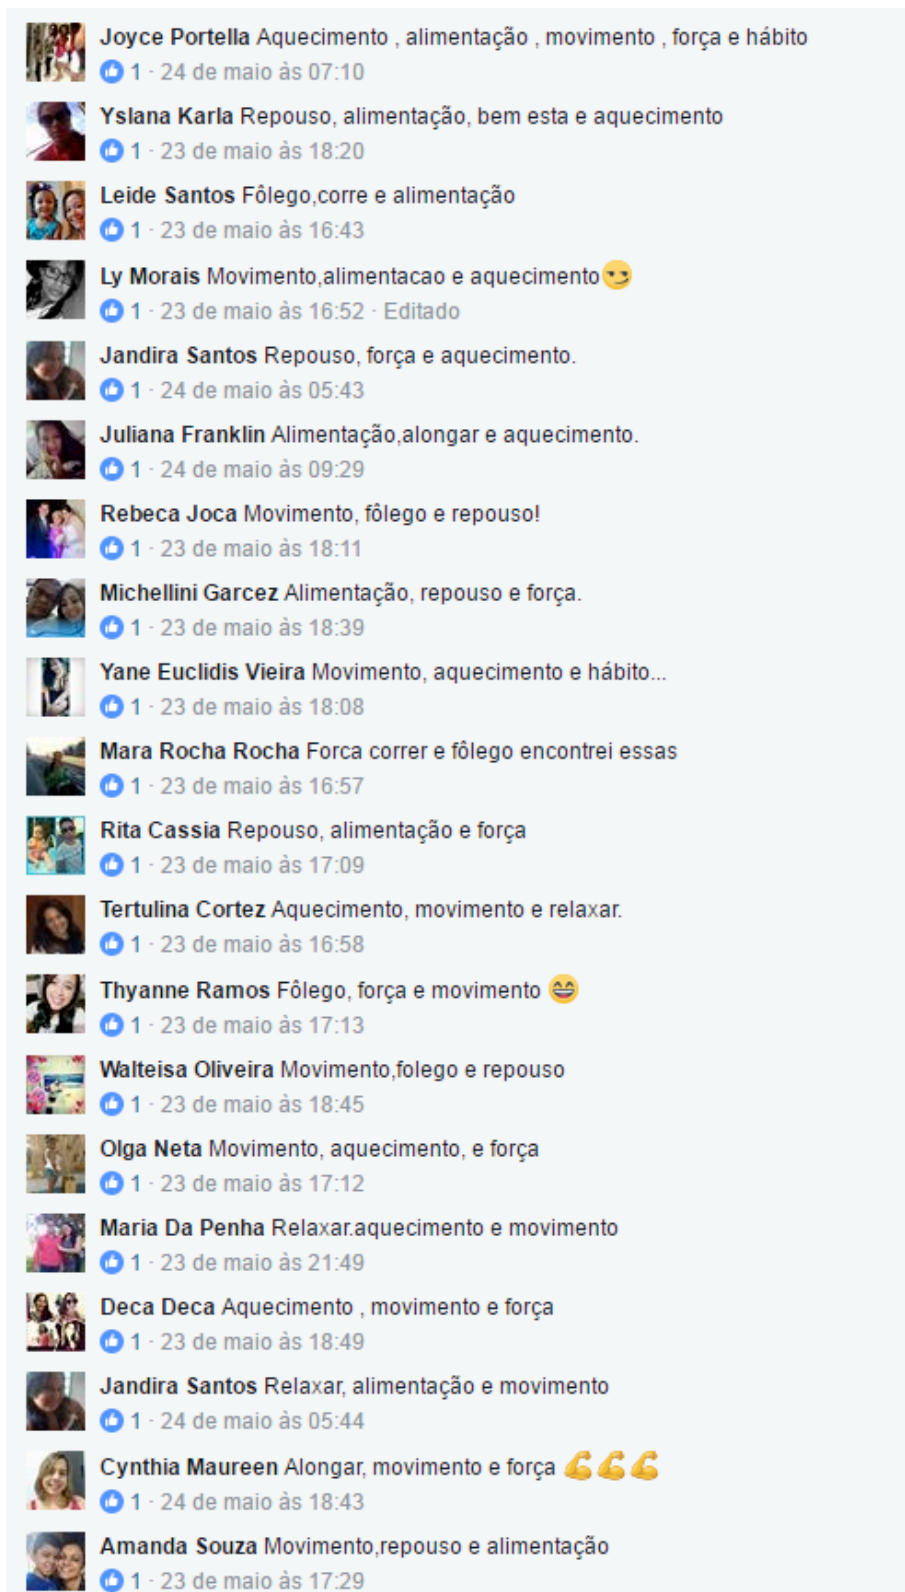 Joyce Portella Aquecimento , alimentação , movimento , força e hábito
1 · 24 de maio às 07:10
Yslana Karla Repouso, alimentação, bem esta e aquecimento
1 · 23 de maio às 18:20
Leide Santos Fôlego,corre e alimentação
1 · 23 de maio às 16:43
Ly Morais Movimento,alimentacao e aquecimento😏
1 · 23 de maio às 16:52 · Editado
Jandira Santos Repouso, força e aquecimento.
1 · 24 de maio às 05:43
Juliana Franklin Alimentação,alongar e aquecimento.
1 · 24 de maio às 09:29
Rebeca Joca Movimento, fôlego e repouso!
1 · 23 de maio às 18:11
Michellini Garcez Alimentação, repouso e força.
1 · 23 de maio às 18:39
Yane Euclidis Vieira Movimento, aquecimento e hábito...
1 · 23 de maio às 18:08
Mara Rocha Rocha Forca correr e fôlego encontrei essas
1 · 23 de maio às 16:57
Rita Cassia Repouso, alimentação e força
1 · 23 de maio às 17:09
Tertulina Cortez Aquecimento, movimento e relaxar.
1 · 23 de maio às 16:58
Thyanne Ramos Fôlego, força e movimento 😄
1 · 23 de maio às 17:13
Walteisa Oliveira Movimento,folego e repouso
1 · 23 de maio às 18:45
Olga Neta Movimento, aquecimento, e força
1 · 23 de maio às 17:12
Maria Da Penha Relaxar.aquecimento e movimento
1 · 23 de maio às 21:49
Deca Deca Aquecimento , movimento e força
1 · 23 de maio às 18:49
Jandira Santos Relaxar, alimentação e movimento
1 · 24 de maio às 05:44
Cynthia Maureen Alongar, movimento e força 💪💪💪
1 · 24 de maio às 18:43
Amanda Souza Movimento,repouso e alimentação
1 · 23 de maio às 17:29